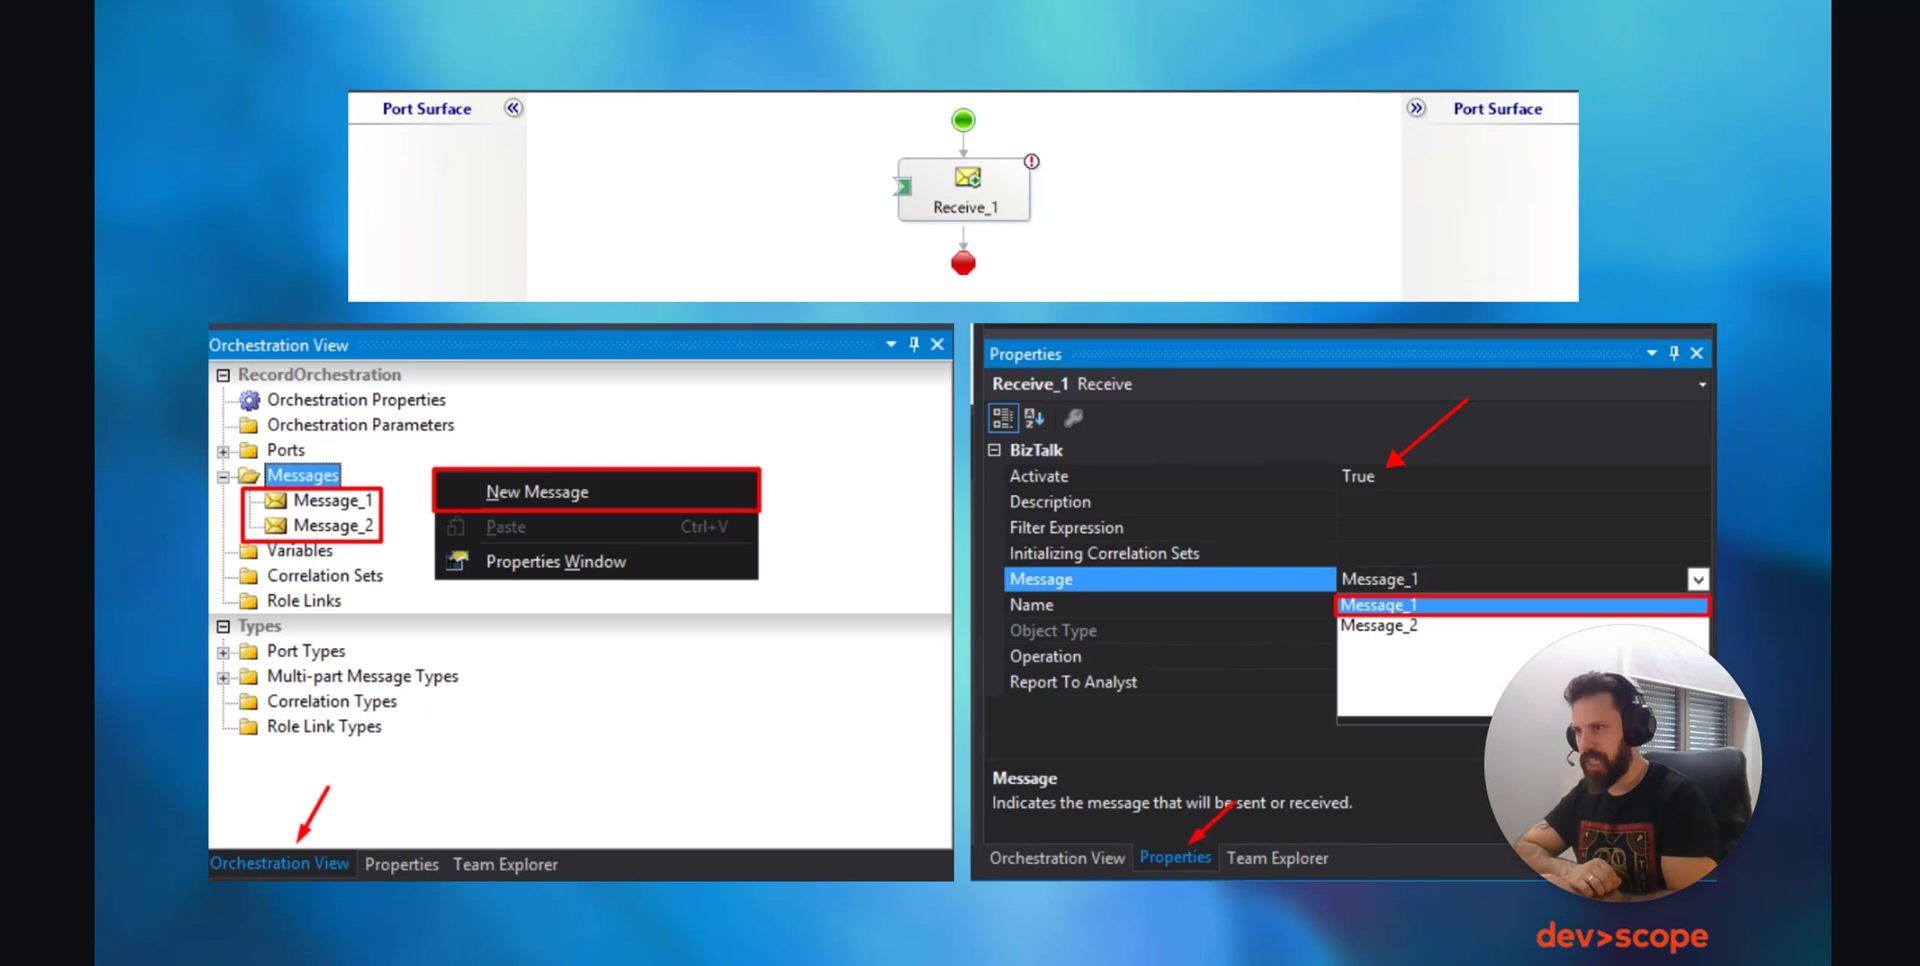 Port Surface
Port Surface
Receive_1
Orchestration View
RecordOrchestration
Orchestration Properties
Orchestration Parameters
Ports
Messages
Message_1
Message_2
Variables
Correlation Sets
Role Links
Types
Port Types
Multi-part Message Types
Correlation Types
Role Link Types
New Message
Paste Ctrl+V
Properties Window
Orchestration View Properties Team Explorer
Properties
Receive_1 Receive
BizTalk
Activate True
Description
Filter Expression
Initializing Correlation Sets
Message Message_1
Name Message_1
Object Type Message_2
Operation
Report To Analyst
Message
Indicates the message that will be sent or received.
Orchestration View Properties Team Explorer
dev>scope